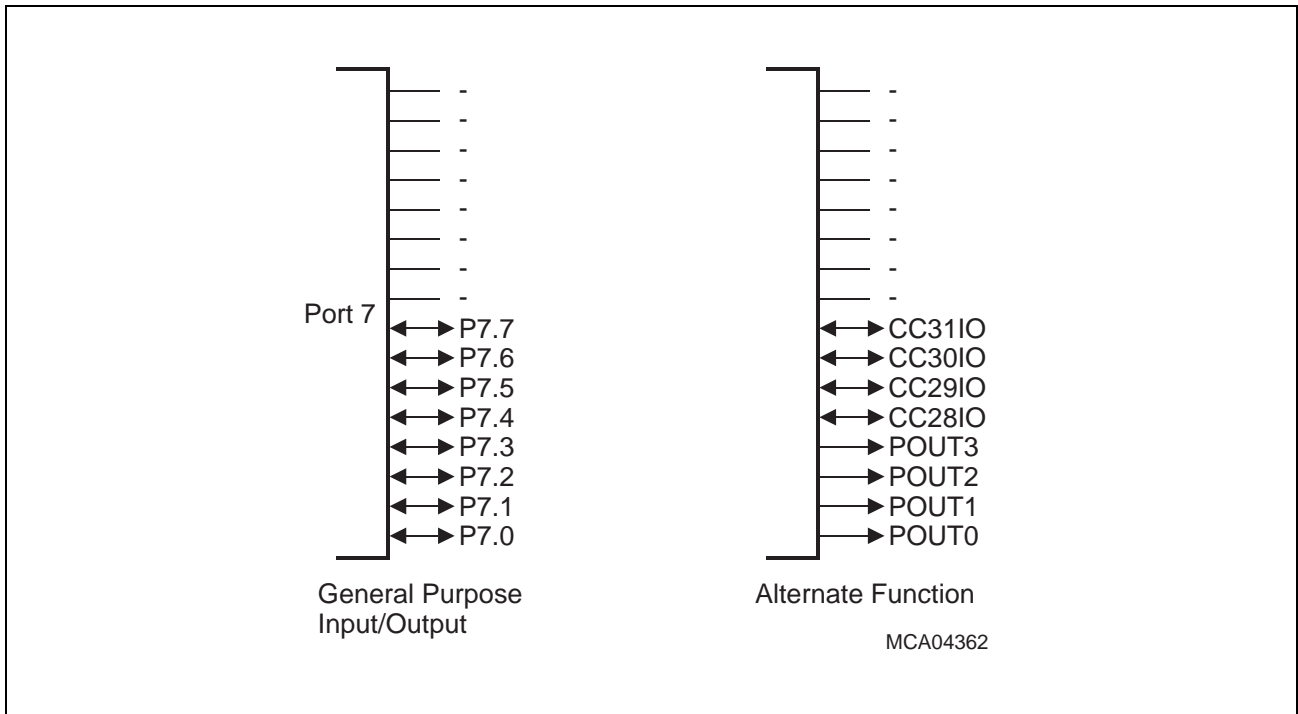 - -
- -
- -
- -
- -
- -
- -
- -
Port 7
P7.7 CC31IO
P7.6 CC30IO
P7.5 CC29IO
P7.4 CC28IO
P7.3 POUT3
P7.2 POUT2
P7.1 POUT1
P7.0 POUT0
General Purpose
Input/Output
Alternate Function
MCA04362